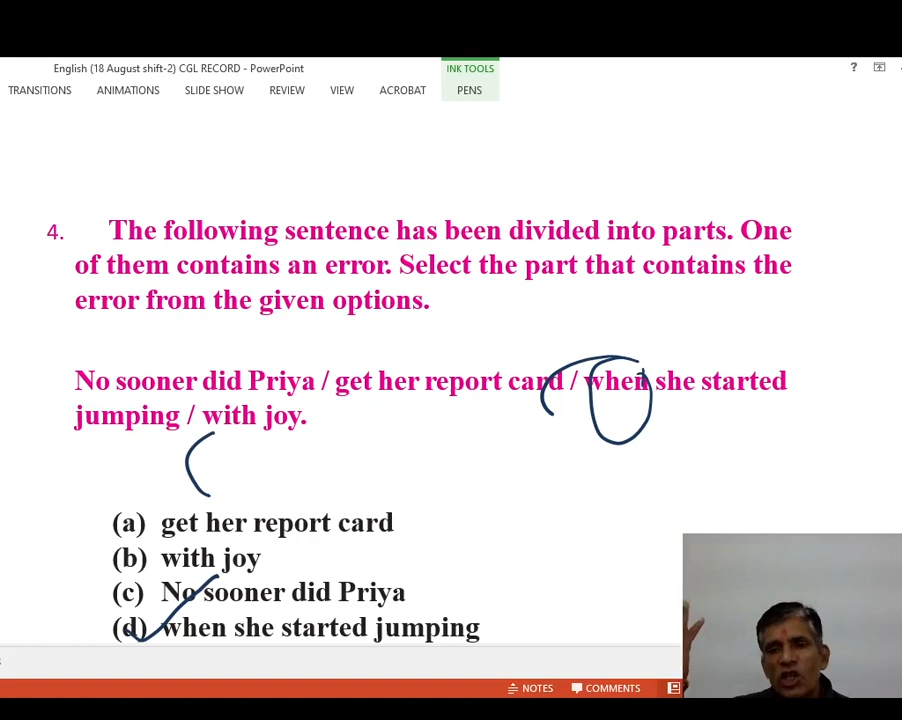 English (18 August shift-2) CGL RECORD - PowerPoint
INK TOOLS
?
TRANSITIONS ANIMATIONS SLIDE SHOW REVIEW VIEW ACROBAT PENS
4. The following sentence has been divided into parts. One
of them contains an error. Select the part that contains the
error from the given options.
No sooner did Priya / get her report card / when she started
jumping / with joy.
(a) get her report card
(b) with joy
(c) No sooner did Priya
(d) when she started jumping
NOTES COMMENTS